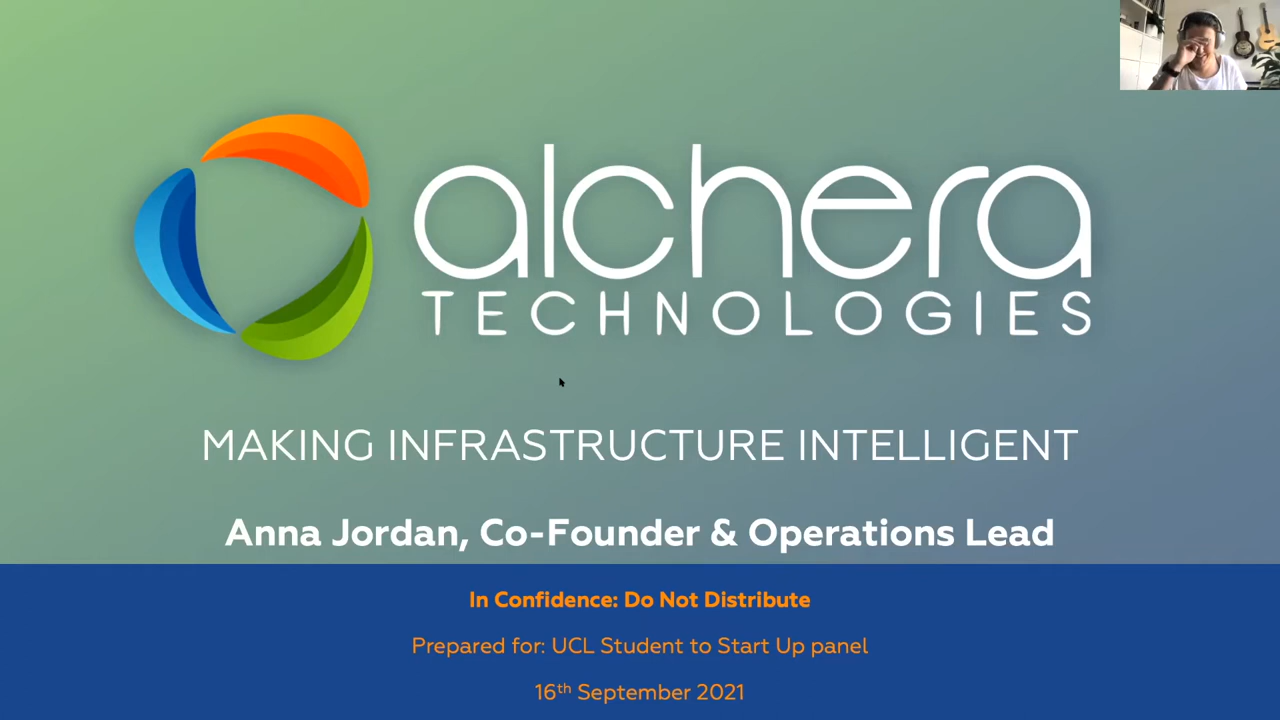 alchera
TECHNOLOGIES
MAKING INFRASTRUCTURE INTELLIGENT
Anna Jordan, Co-Founder & Operations Lead
In Confidence: Do Not Distribute
Prepared for: UCL Student to Start Up panel
16th September 2021